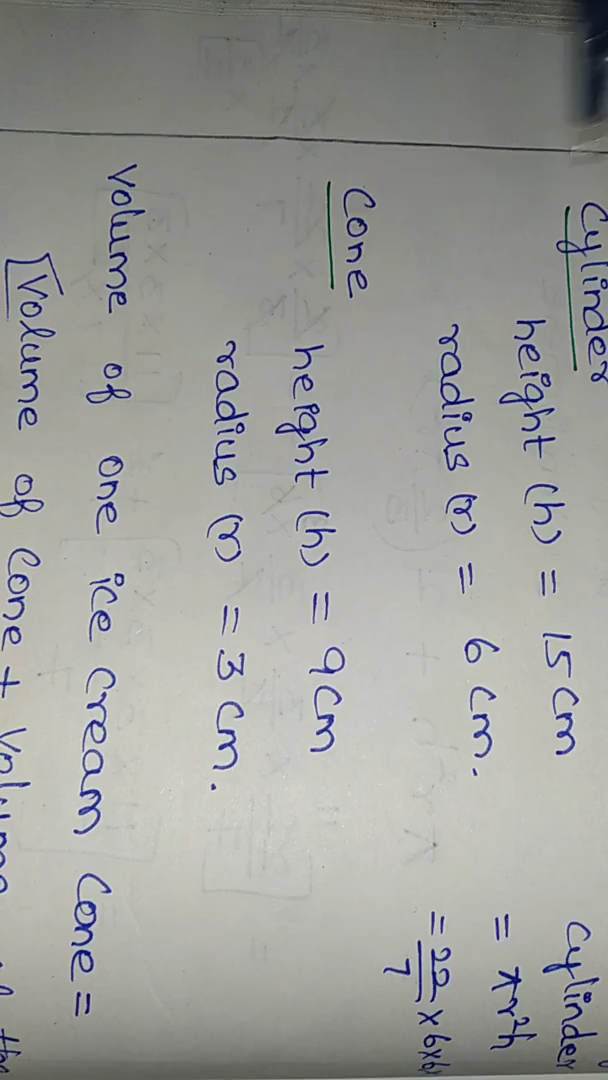 Cylinder
height (h) = 15 cm
radius (r) = 6 cm.
Cylinder
= πr²h
= 22/7 × 6×6
Cone
height (h) = 9 cm
radius (r) = 3 cm.
Volume of one ice cream cone =
[Volume of Cone + Volume